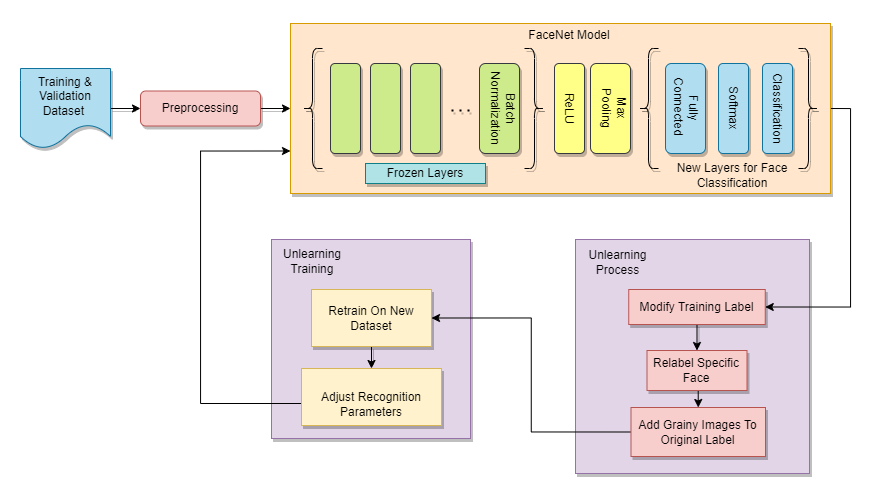 FaceNet Model
Training &
Validation
Dataset
Preprocessing
...
Batch
Normalization
ReLU
Max
Pooling
Fully
Connected
Softmax
Classification
Frozen Layers
New Layers for Face
Classification
Unlearning
Training
Retrain On New
Dataset
Adjust Recognition
Parameters
Unlearning
Process
Modify Training Label
Relabel Specific
Face
Add Grainy Images To
Original Label